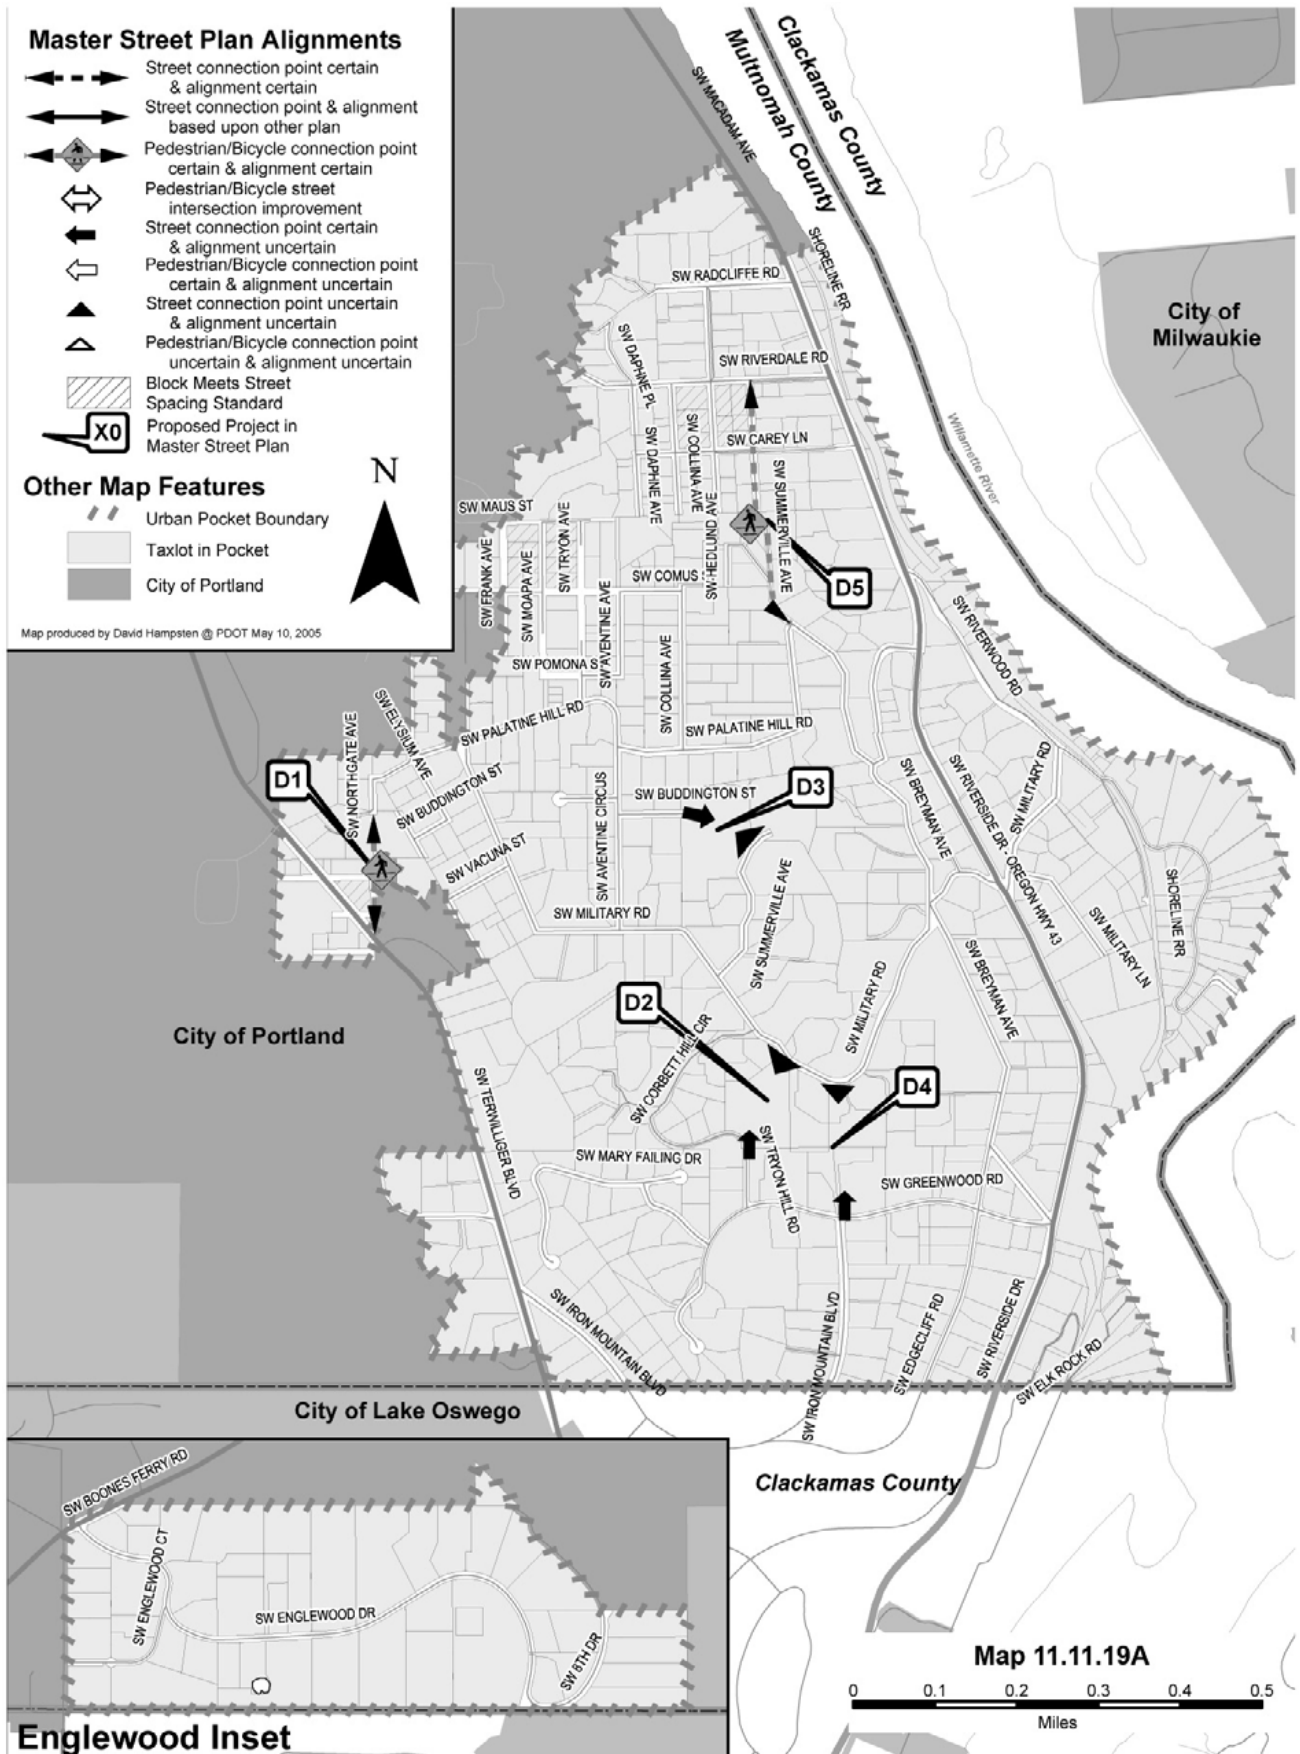 Master Street Plan Alignments
Street connection point certain
& alignment certain
Street connection point & alignment
based upon other plan
Pedestrian/Bicycle connection point
certain & alignment certain
Pedestrian/Bicycle street
intersection improvement
Street connection point certain
& alignment uncertain
Pedestrian/Bicycle connection point
certain & alignment uncertain
Street connection point uncertain
& alignment uncertain
Pedestrian/Bicycle connection point
uncertain & alignment uncertain
Block Meets Street
Spacing Standard
X0
Proposed Project in
Master Street Plan
Other Map Features
N
Urban Pocket Boundary
Taxlot in Pocket
City of Portland
Map produced by David Hampsten @ PDOT May 10, 2005
Clackamas County
Multnomah County
SW MACADAM AVE
SHORELINE RR
SW RADCLIFFE RD
City of
Milwaukie
SW DAPHNE PL
SW RIVERDALE RD
Willamette River
SW COLLINA AVE
SW CAREY LN
SW DAPHNE AVE
SW HEDLUND AVE
SW SUMMERVILLE AVE
SW MAUS ST
SW FRANK AVE
SW MOAPA AVE
SW TRYON AVE
SW AVENTINE AVE
SW COMUS
D5
SW RIVERWOOD RD
SW POMONA S
SW COLLINA AVE
SW PALATINE HILL RD
SW PALATINE HILL RD
SW ELYSIUM AVE
SW NORTHGATE AVE
D1
SW BUDDINGTON ST
SW BUDDINGTON ST
D3
SW AVENTINE CIRCUS
SW BREYMAN AVE
SW RIVERSIDE DR - OREGON HWY 43
SW MILITARY RD
SW VACUNA ST
SW MILITARY RD
SW SUMMERVILLE AVE
SW MILITARY LN
SHORELINE RR
SW BREYMAN AVE
SW MILITARY RD
D2
City of Portland
SW CORBETT HILL CIR
D4
SW TERWILLIGER BLVD
SW MARY FAILING DR
SW TRYON HILL RD
SW GREENWOOD RD
SW IRON MOUNTAIN BLVD
SW IRON MOUNTAIN BLVD
SW EDGECLIFF RD
SW RIVERSIDE DR
SW ELK ROCK RD
City of Lake Oswego
Clackamas County
SW BOONES FERRY RD
SW ENGLEWOOD CT
SW ENGLEWOOD DR
SW 8TH DR
Englewood Inset
Map 11.11.19A
0 0.1 0.2 0.3 0.4 0.5
Miles